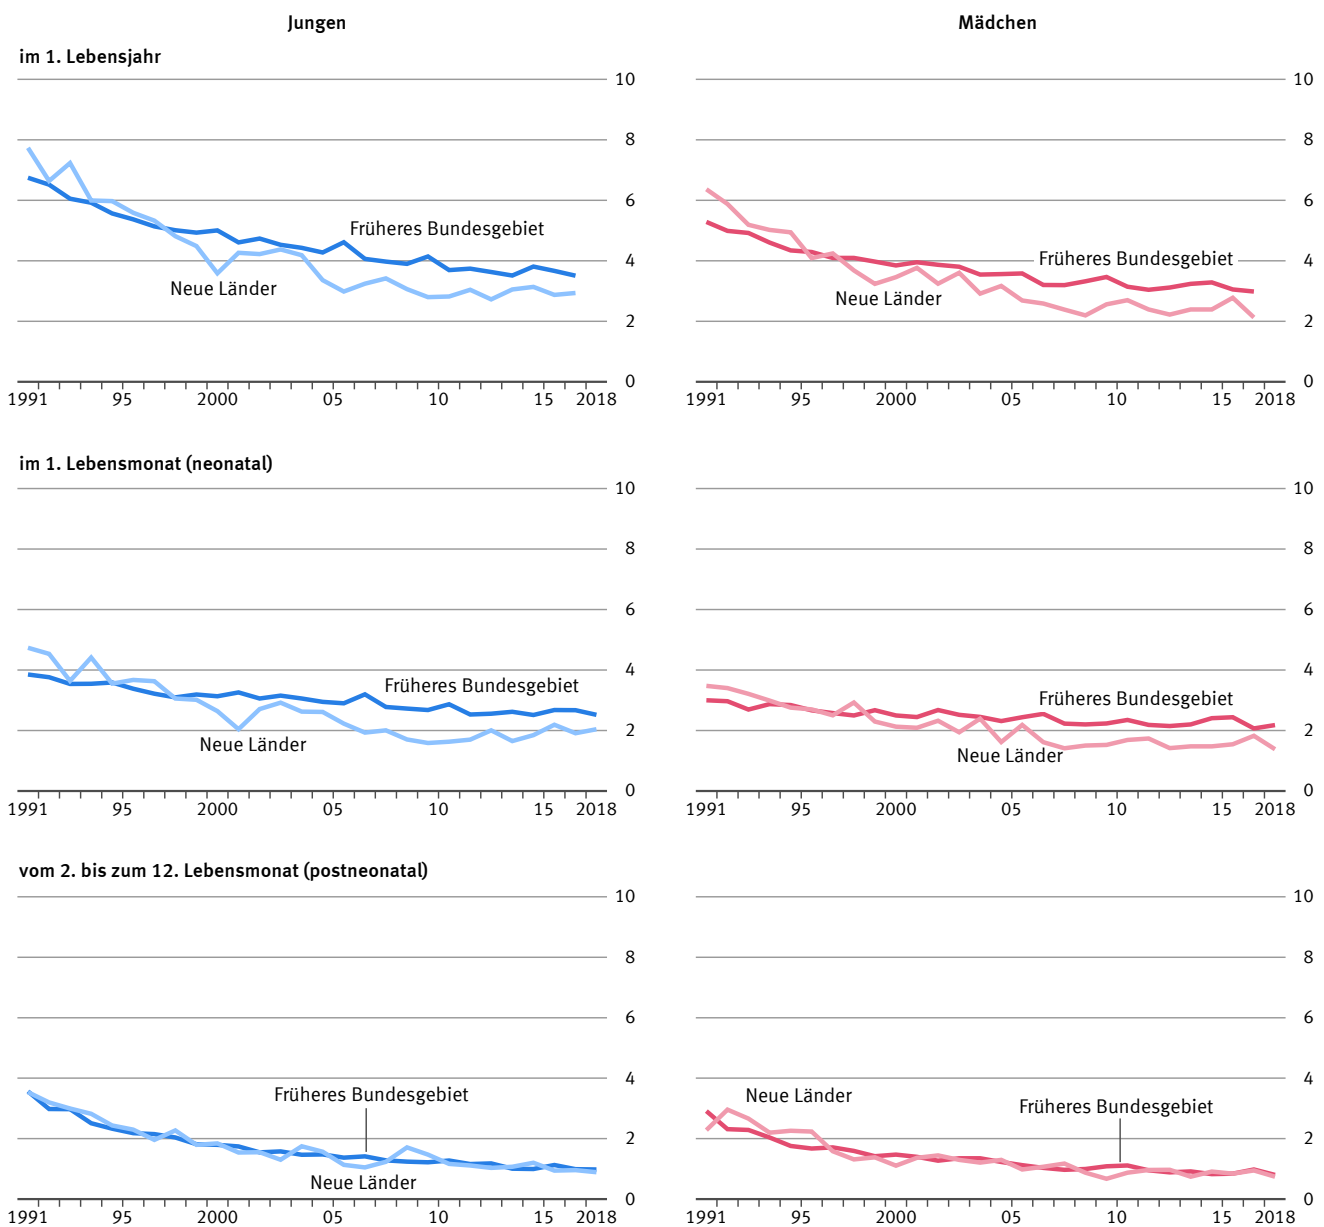 Jungen
Mädchen
im 1. Lebensjahr
10
8
6
4
2
0
Früheres Bundesgebiet
Neue Länder
1991 95 2000 05 10 15 2018
10
8
6
4
2
0
Früheres Bundesgebiet
Neue Länder
1991 95 2000 05 10 15 2018
im 1. Lebensmonat (neonatal)
10
8
6
4
2
0
Früheres Bundesgebiet
Neue Länder
1991 95 2000 05 10 15 2018
10
8
6
4
2
0
Früheres Bundesgebiet
Neue Länder
1991 95 2000 05 10 15 2018
vom 2. bis zum 12. Lebensmonat (postneonatal)
10
8
6
4
2
0
Früheres Bundesgebiet
Neue Länder
1991 95 2000 05 10 15 2018
10
8
6
4
2
0
Neue Länder
Früheres Bundesgebiet
1991 95 2000 05 10 15 2018